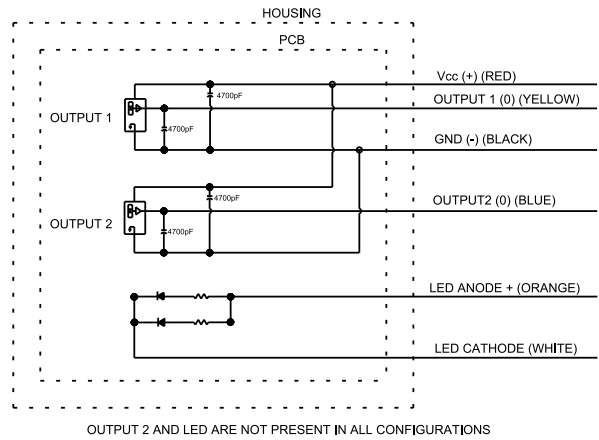 HOUSING
PCB
Vcc (+) (RED)
4700pF
OUTPUT 1 (0) (YELLOW)
OUTPUT 1
4700pF
GND (-) (BLACK)
4700pF
OUTPUT2 (0) (BLUE)
OUTPUT 2
4700pF
LED ANODE + (ORANGE)
LED CATHODE (WHITE)
OUTPUT 2 AND LED ARE NOT PRESENT IN ALL CONFIGURATIONS